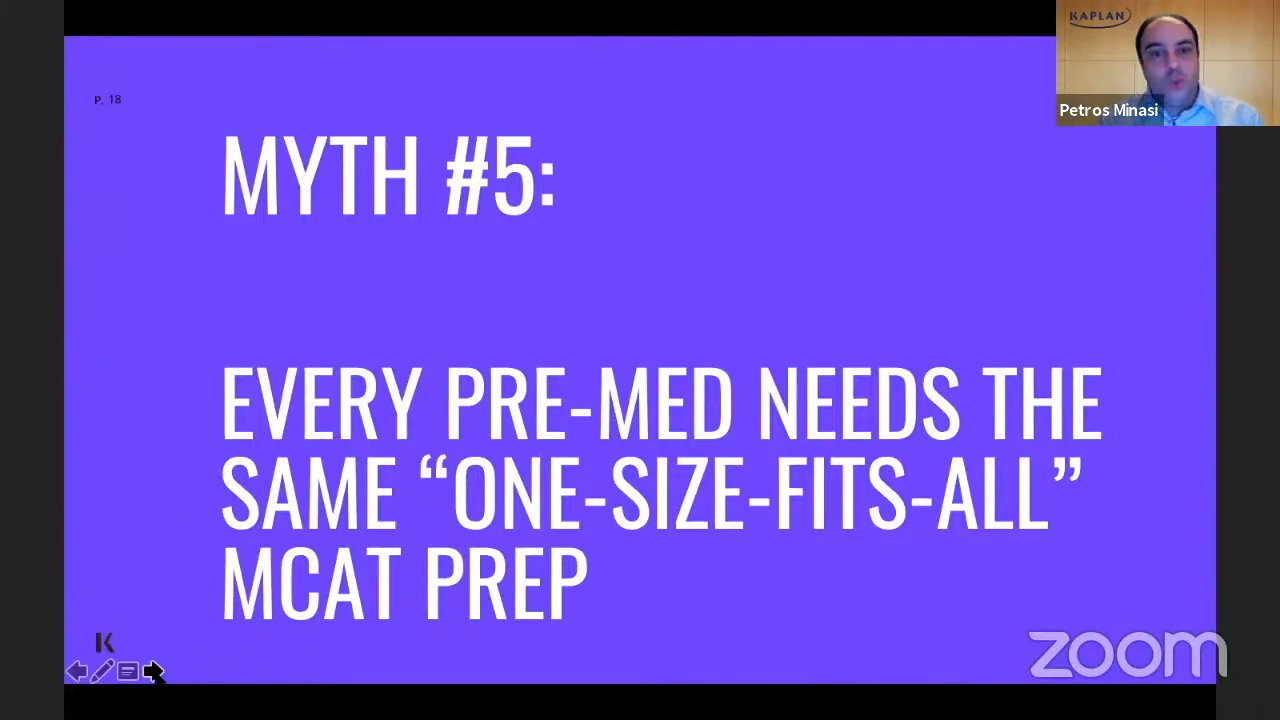 KAPLAN
Petros Minasi
P. 18
MYTH #5:
EVERY PRE-MED NEEDS THE
SAME “ONE-SIZE-FITS-ALL”
MCAT PREP
K
zoom